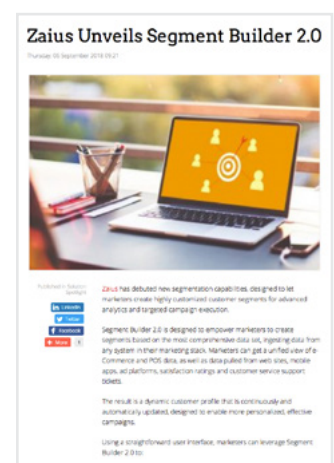 Zaius Unveils Segment Builder 2.0
Thursday, 05 September 2019 09:21
Published in Solution
Spotlight
LinkedIn
Twitter
Facebook
More
Zaius has debuted new segmentation capabilities, designed to let
marketers create highly customized customer segments for advanced
analytics and targeted campaign execution.
Segment Builder 2.0 is designed to empower marketers to create
segments based on the most comprehensive data set, ingesting data from
any system in their marketing stack. Marketers can get a unified view of e-
Commerce and POS data, as well as data pulled from web sites, mobile
apps, ad platforms, satisfaction ratings and customer service support
tickets.
The result is a dynamic customer profile that is continuously and
automatically updated, designed to enable more personalized, effective
campaigns.
Using a straightforward user interface, marketers can leverage Segment
Builder 2.0 to: